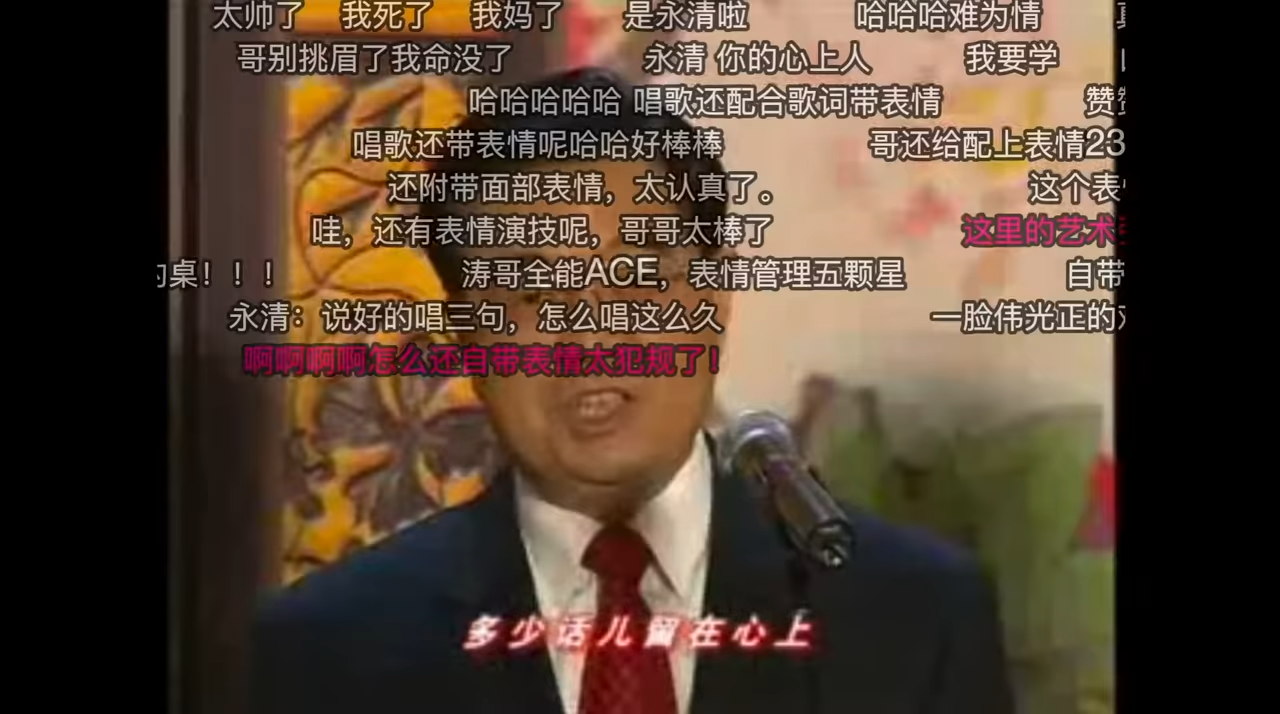 太帅了 我死了 我妈了 是永清啦 哈哈哈难为情
哥别挑眉了我命没了 永清 你的心上人 我要学
哈哈哈哈哈 唱歌还配合歌词带表情 赞
唱歌还带表情呢哈哈好棒棒 哥还给配上表情23
还附带面部表情，太认真了。 这个表
哇，还有表情演技呢，哥哥太棒了 这里的艺术
的桌！！！ 涛哥全能ACE，表情管理五颗星 自带
永清：说好的唱三句，怎么唱这么久 一脸伟光正的
啊啊啊啊怎么还自带表情太犯规了！
多少话儿留在心上